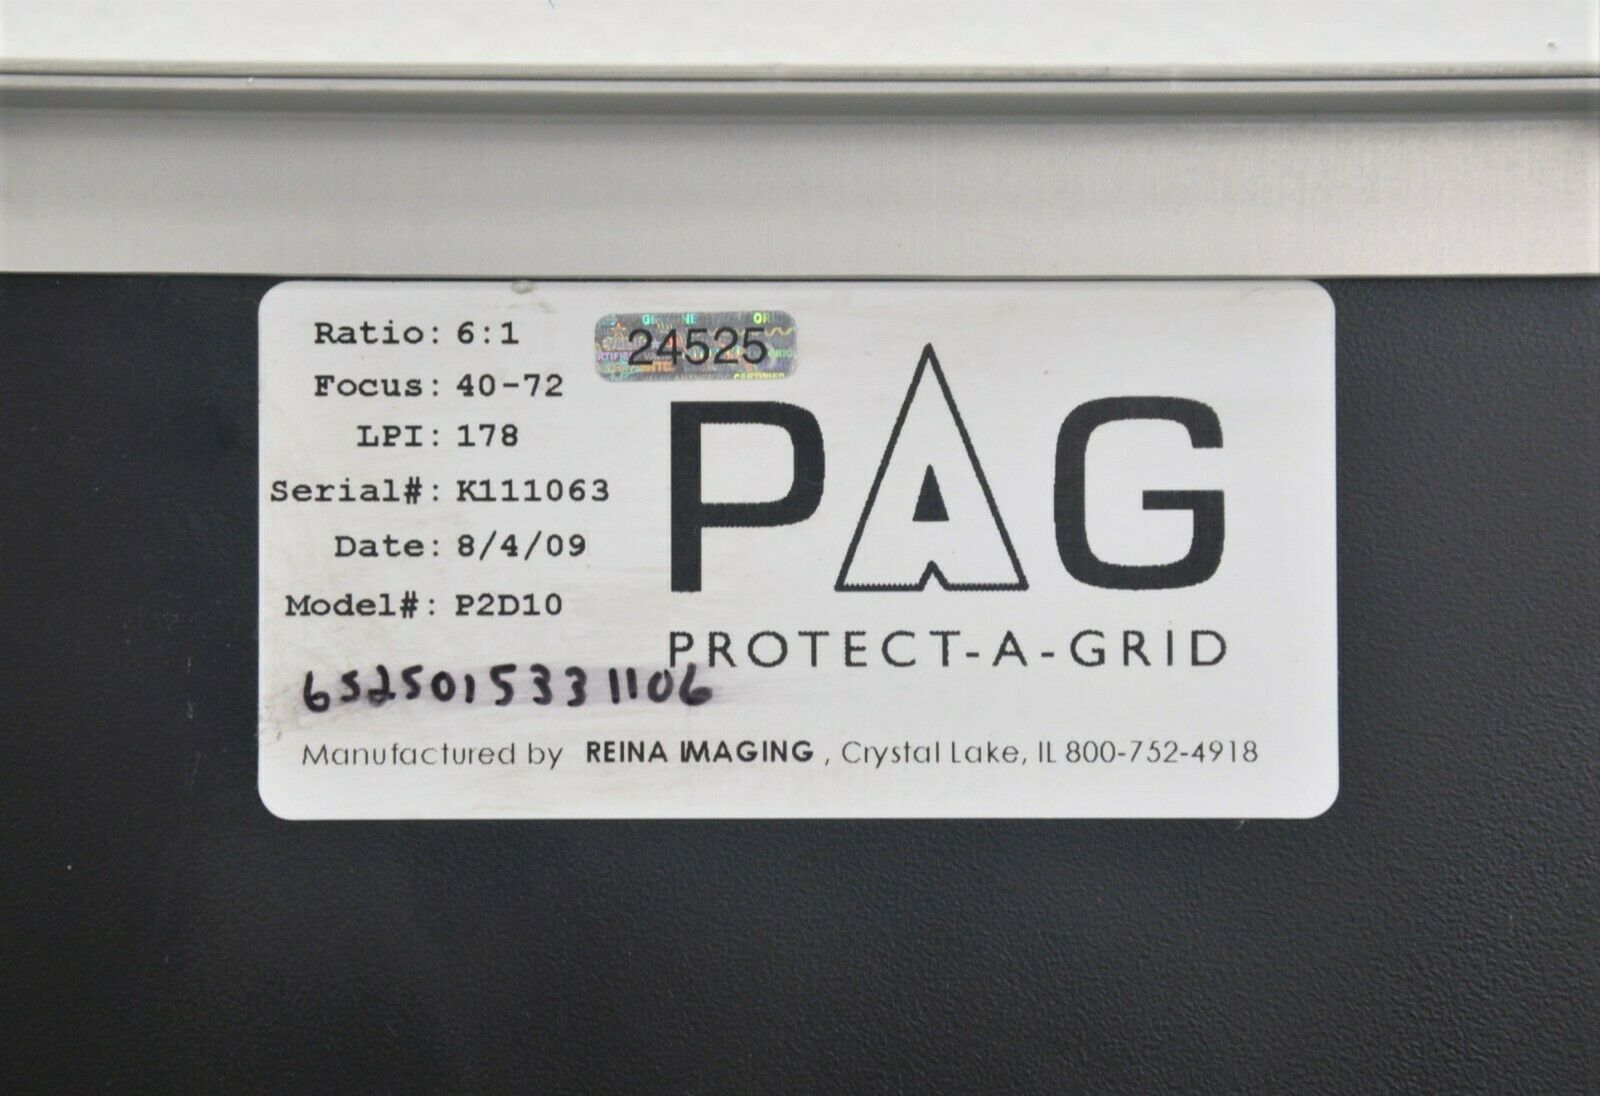 Ratio: 6:1
24525
Focus: 40-72
LPI: 178
Serial#: K111063
Date: 8/4/09
Model#: P2D10
PAG
PROTECT-A-GRID
6525015331106
Manufactured by REINA IMAGING, Crystal Lake, IL 800-752-4918